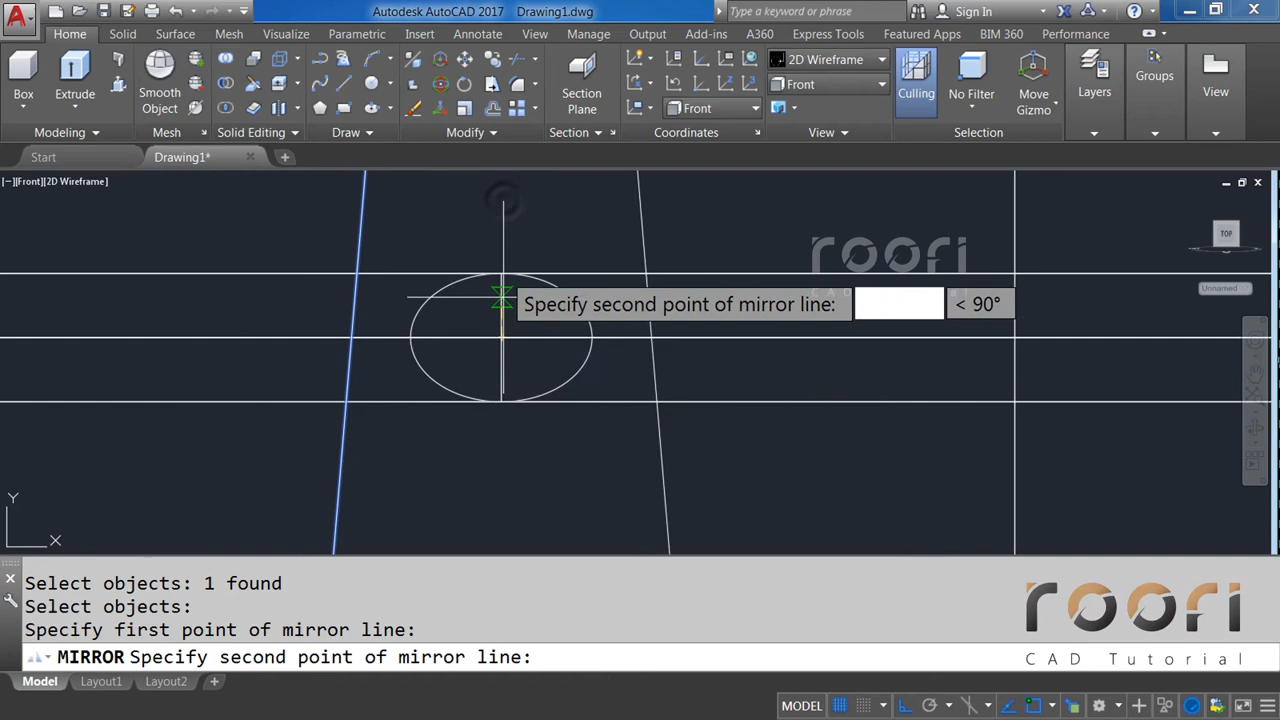 Autodesk AutoCAD 2017 Drawing1.dwg
Type a keyword or phrase
Sign In
Home Solid Surface Mesh Visualize Parametric Insert Annotate View Manage Output Add-ins A360 Express Tools Featured Apps BIM 360 Performance
2D Wireframe
Front
Front
Box
Extrude
Smooth
Object
Section
Plane
Culling
No Filter
Move
Gizmo
Layers
Groups
View
Modeling
Mesh
Solid Editing
Draw
Modify
Section
Coordinates
View
Selection
Start
Drawing1*
[−][Front][2D Wireframe]
TOP
roofi
Unnamed
Specify second point of mirror line: < 90°
Y
X
Select objects: 1 found
Select objects:
Specify first point of mirror line:
MIRROR Specify second point of mirror line:
roofi
CAD Tutorial
Model Layout1 Layout2
MODEL